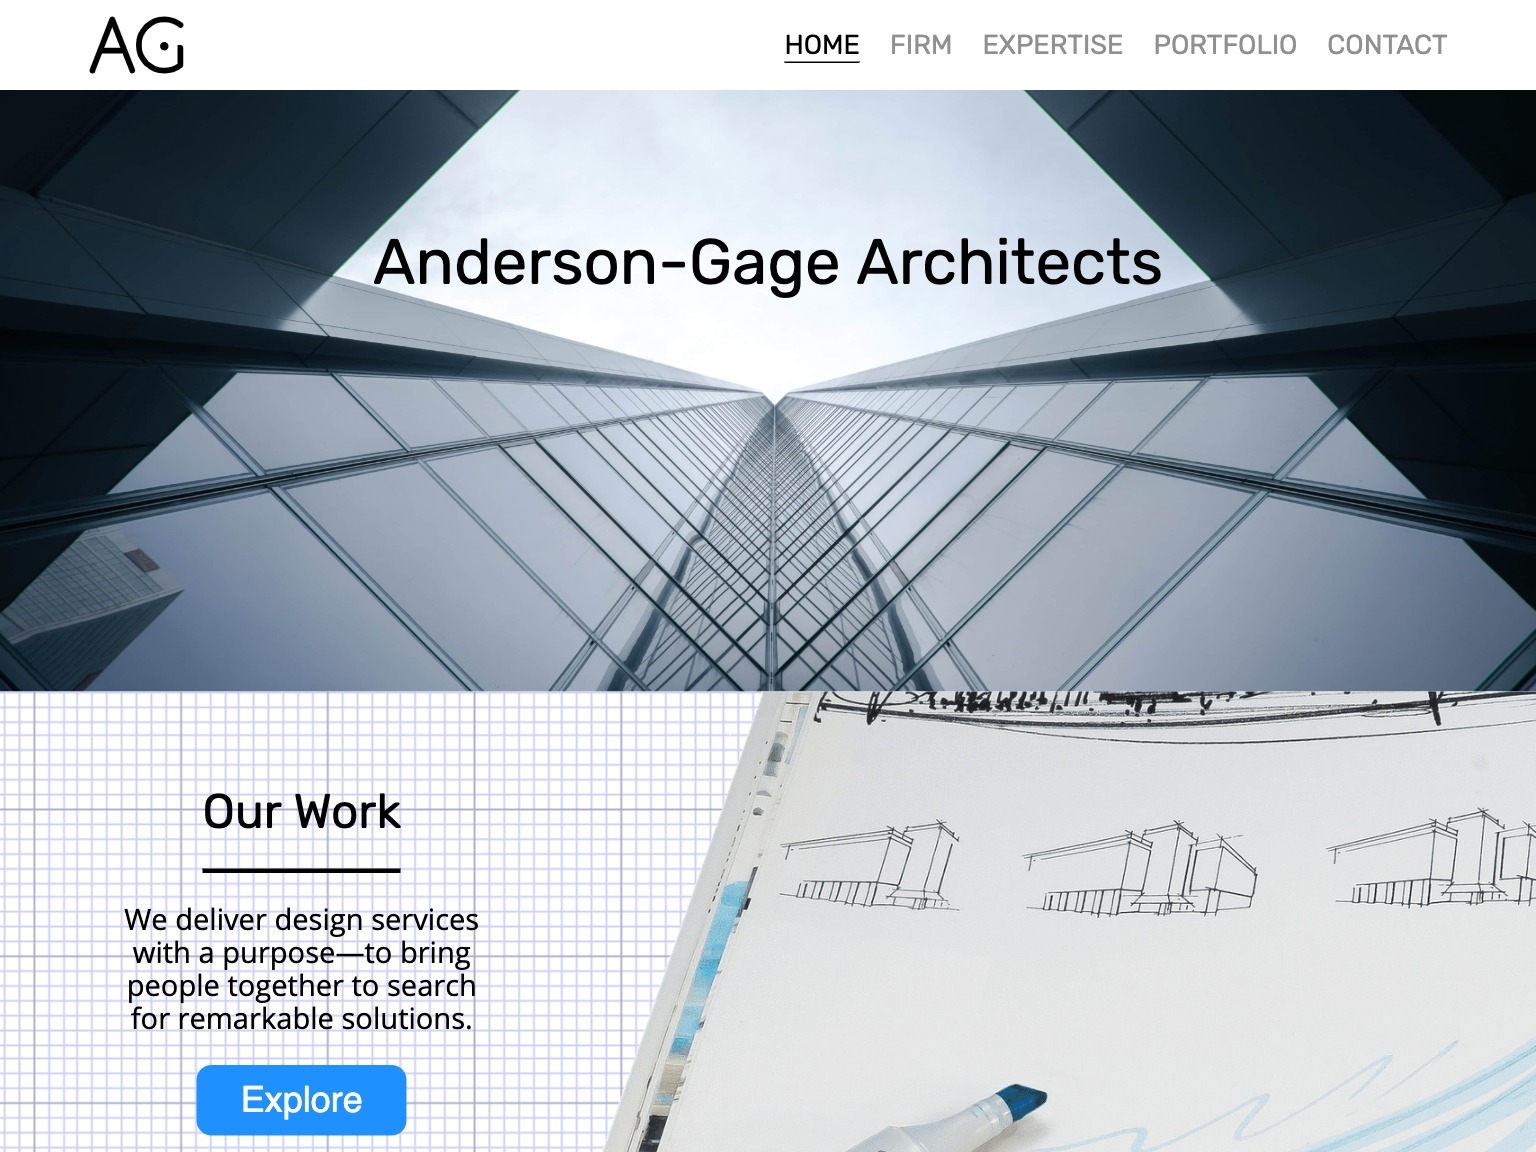 AG
HOME FIRM EXPERTISE PORTFOLIO CONTACT
Anderson-Gage Architects
Our Work
We deliver design services
with a purpose—to bring
people together to search
for remarkable solutions.
Explore